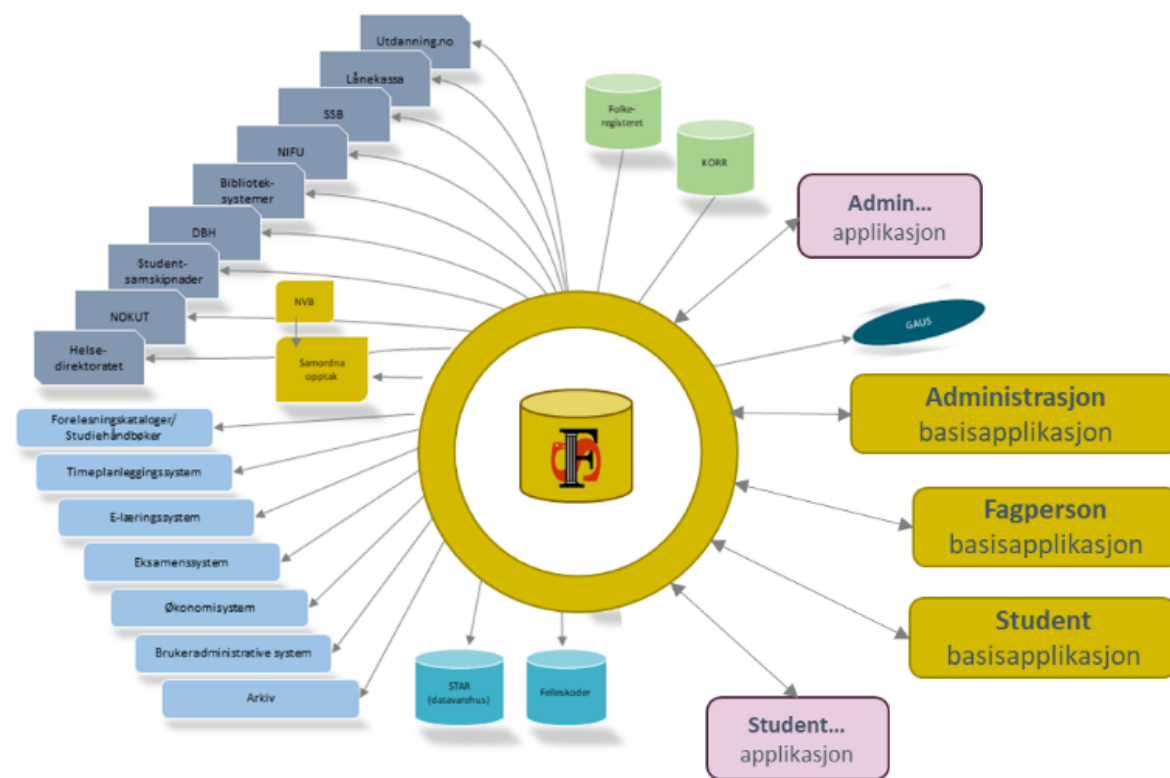 Utdanning.no
Lånekassa
SSB
NIFU
Bibliotek-
systemer
DBH
Student-
samskipnader
NOKUT
Helse-
direktoratet
NVB
Samordna
opptak
Forelesningskataloger/
Studiehåndbøker
Timeplanleggingssystem
E-læringssystem
Eksamenssystem
Økonomisystem
Brukeradministrative system
Arkiv
STAR
(datavarehus)
Felleskoder
Folke-
registeret
KORR
Admin...
applikasjon
GAUS
Administrasjon
basisapplikasjon
Fagperson
basisapplikasjon
Student
basisapplikasjon
Student...
applikasjon
F